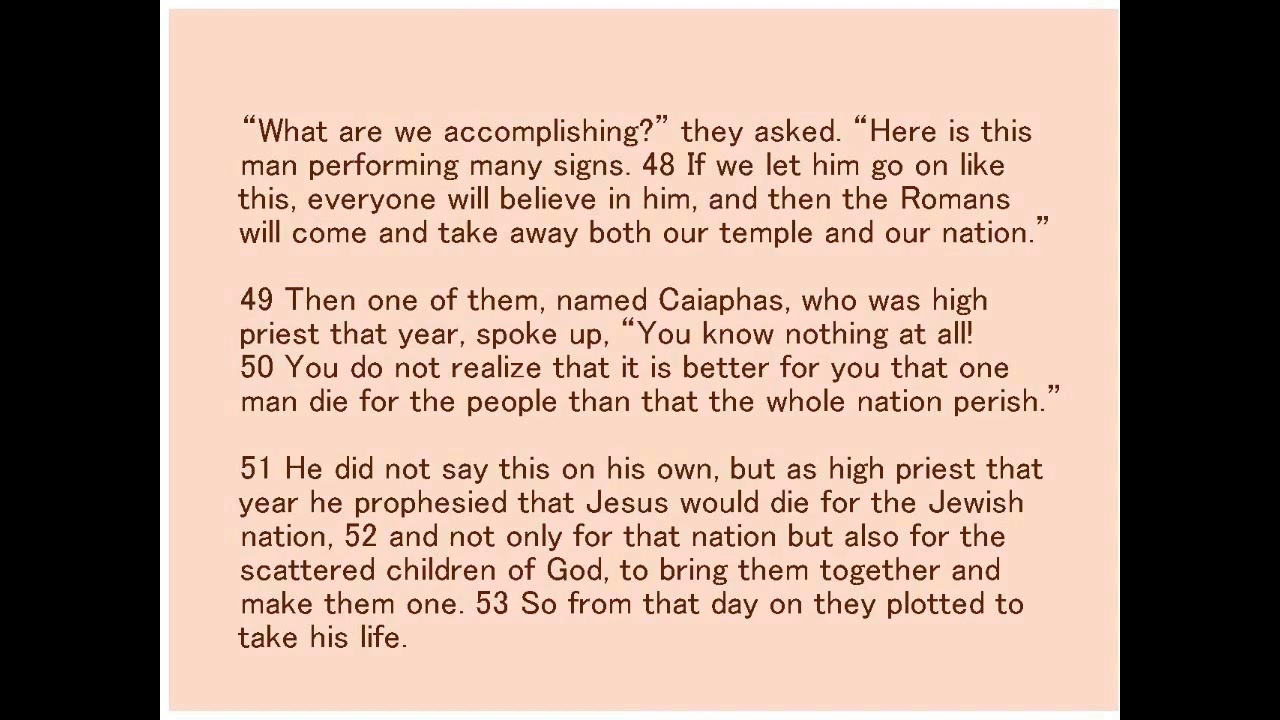 “What are we accomplishing?” they asked. “Here is this
man performing many signs. 48 If we let him go on like
this, everyone will believe in him, and then the Romans
will come and take away both our temple and our nation.”
49 Then one of them, named Caiaphas, who was high
priest that year, spoke up, “You know nothing at all!
50 You do not realize that it is better for you that one
man die for the people than that the whole nation perish.”
51 He did not say this on his own, but as high priest that
year he prophesied that Jesus would die for the Jewish
nation, 52 and not only for that nation but also for the
scattered children of God, to bring them together and
make them one. 53 So from that day on they plotted to
take his life.